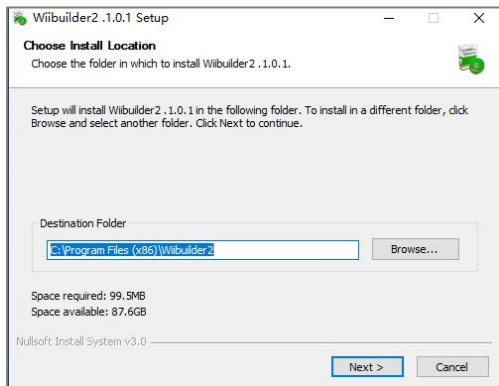 Wiibuilder2 .1.0.1 Setup
Choose Install Location
Choose the folder in which to install Wiibuilder2 .1.0.1.
Setup will install Wiibuilder2 .1.0.1 in the following folder. To install in a different folder, click
Browse and select another folder. Click Next to continue.
Destination Folder
C:\Program Files (x86)\Wiibuilder2
Browse...
Space required: 99.5MB
Space available: 87.6GB
Nullsoft Install System v3.0
Next >
Cancel